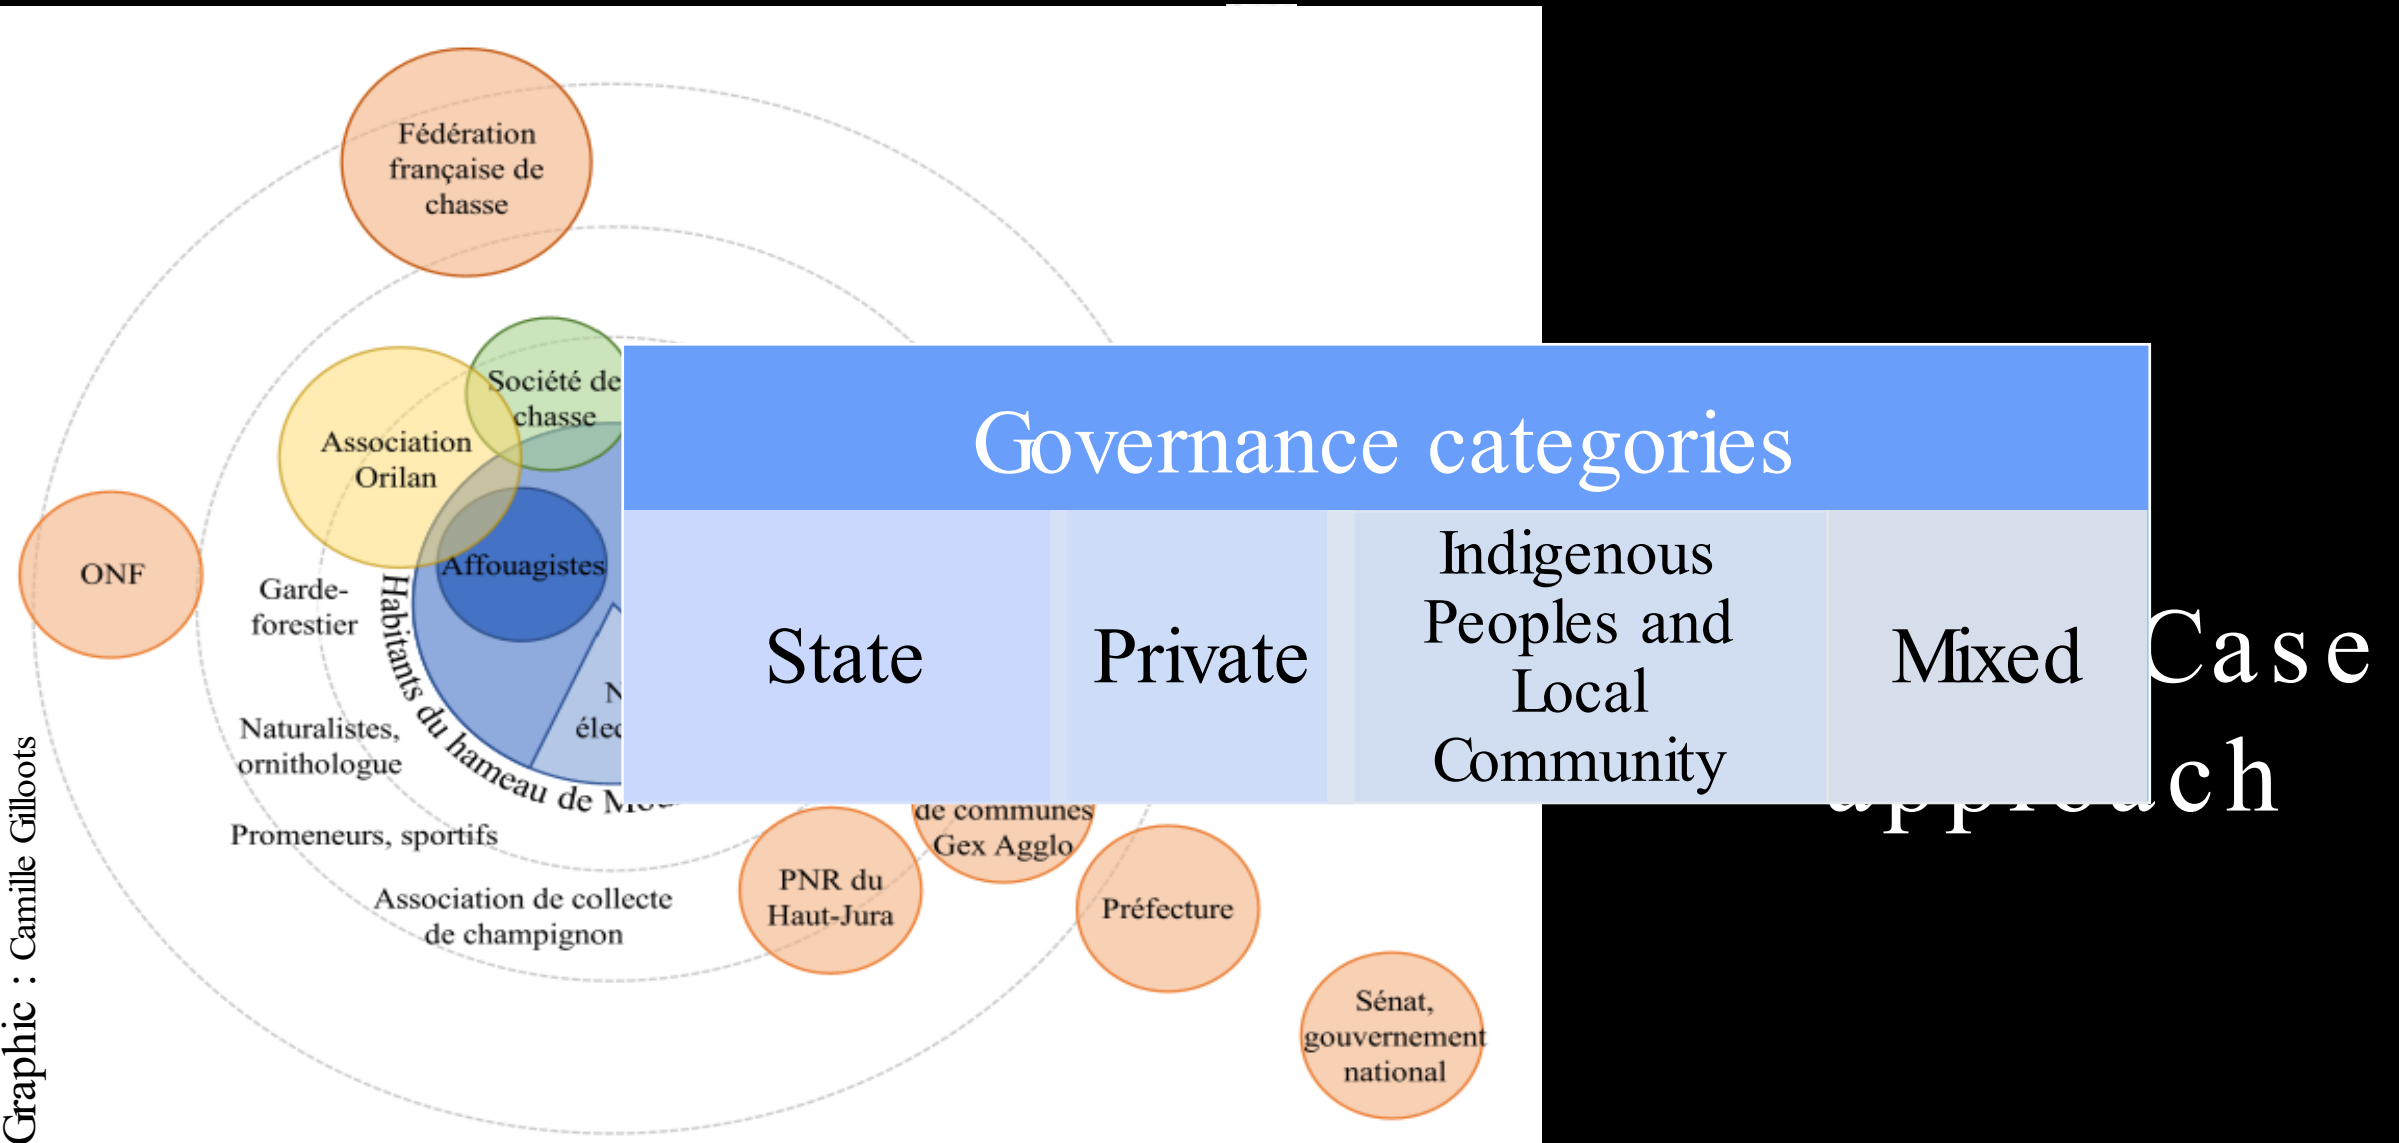 Fédération
française de
chasse
Société de
chasse
Association
Orilan
Affouagistes
ONF
Garde-
forestier
Habitants du hameau de
Naturalistes,
ornithologue
Promeneurs, sportifs
Association de collecte
de champignon
PNR du
Haut-Jura
de communes
Gex Agglo
Préfecture
Sénat,
gouvernement
national
Graphic : Camille Gilloots
Governance categories
State
Private
Indigenous
Peoples and
Local
Community
Mixed
Case
approach